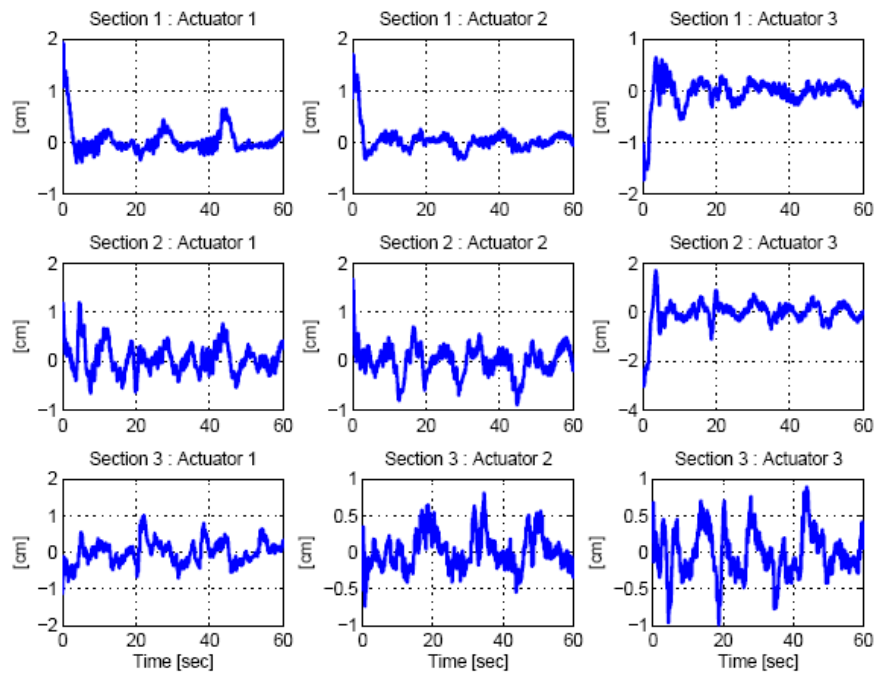 Section 1 : Actuator 1 Section 1 : Actuator 2 Section 1 : Actuator 3
2 2 1
1 1 0
0 0 −1
−1 −1 −2
[cm] [cm] [cm]
0 20 40 60 0 20 40 60 0 20 40 60
Section 2 : Actuator 1 Section 2 : Actuator 2 Section 2 : Actuator 3
2 2 2
1 1 0
0 0 −2
−1 −1 −4
[cm] [cm] [cm]
0 20 40 60 0 20 40 60 0 20 40 60
Section 3 : Actuator 1 Section 3 : Actuator 2 Section 3 : Actuator 3
2 1 1
1 0.5 0.5
0 0 0
−1 −0.5 −0.5
−2 −1 −1
[cm] [cm] [cm]
0 20 40 60 0 20 40 60 0 20 40 60
Time [sec] Time [sec] Time [sec]